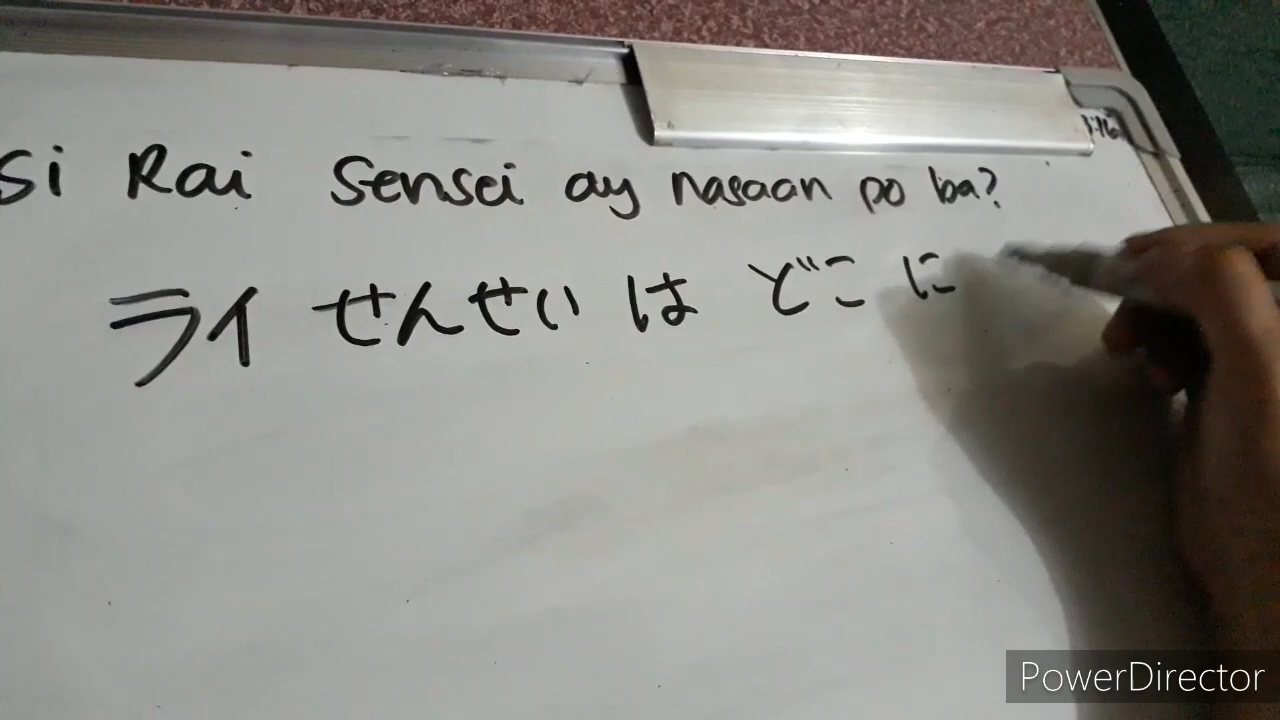 si Rai Sensei ay nasaan po ba?
ライ せんせい は どこ に
PowerDirector